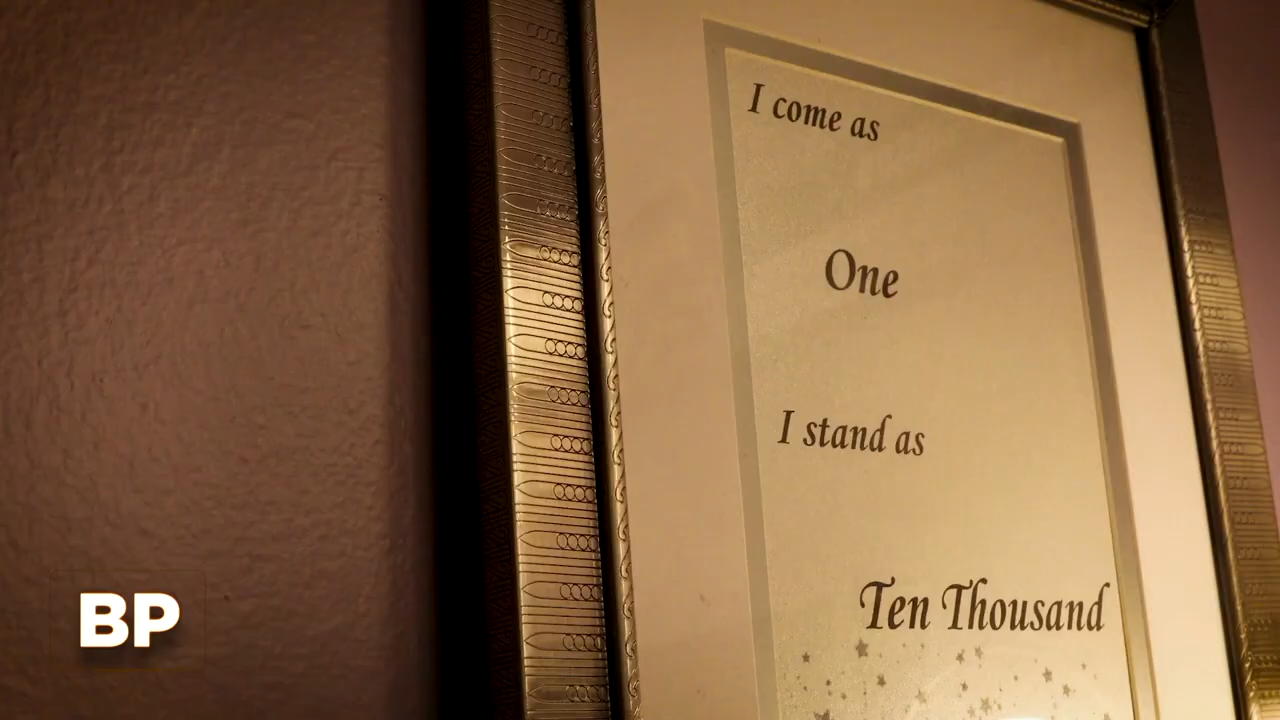 I come as
One
I stand as
Ten Thousand
BP